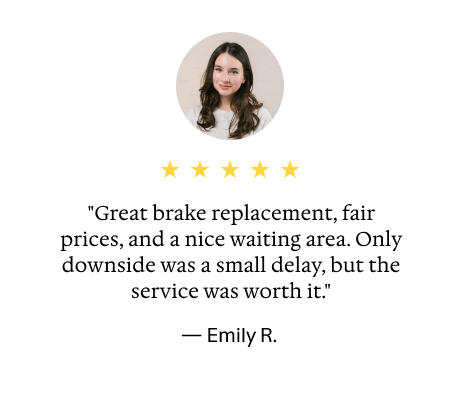 "Great brake replacement, fair
prices, and a nice waiting area. Only
downside was a small delay, but the
service was worth it."
— Emily R.